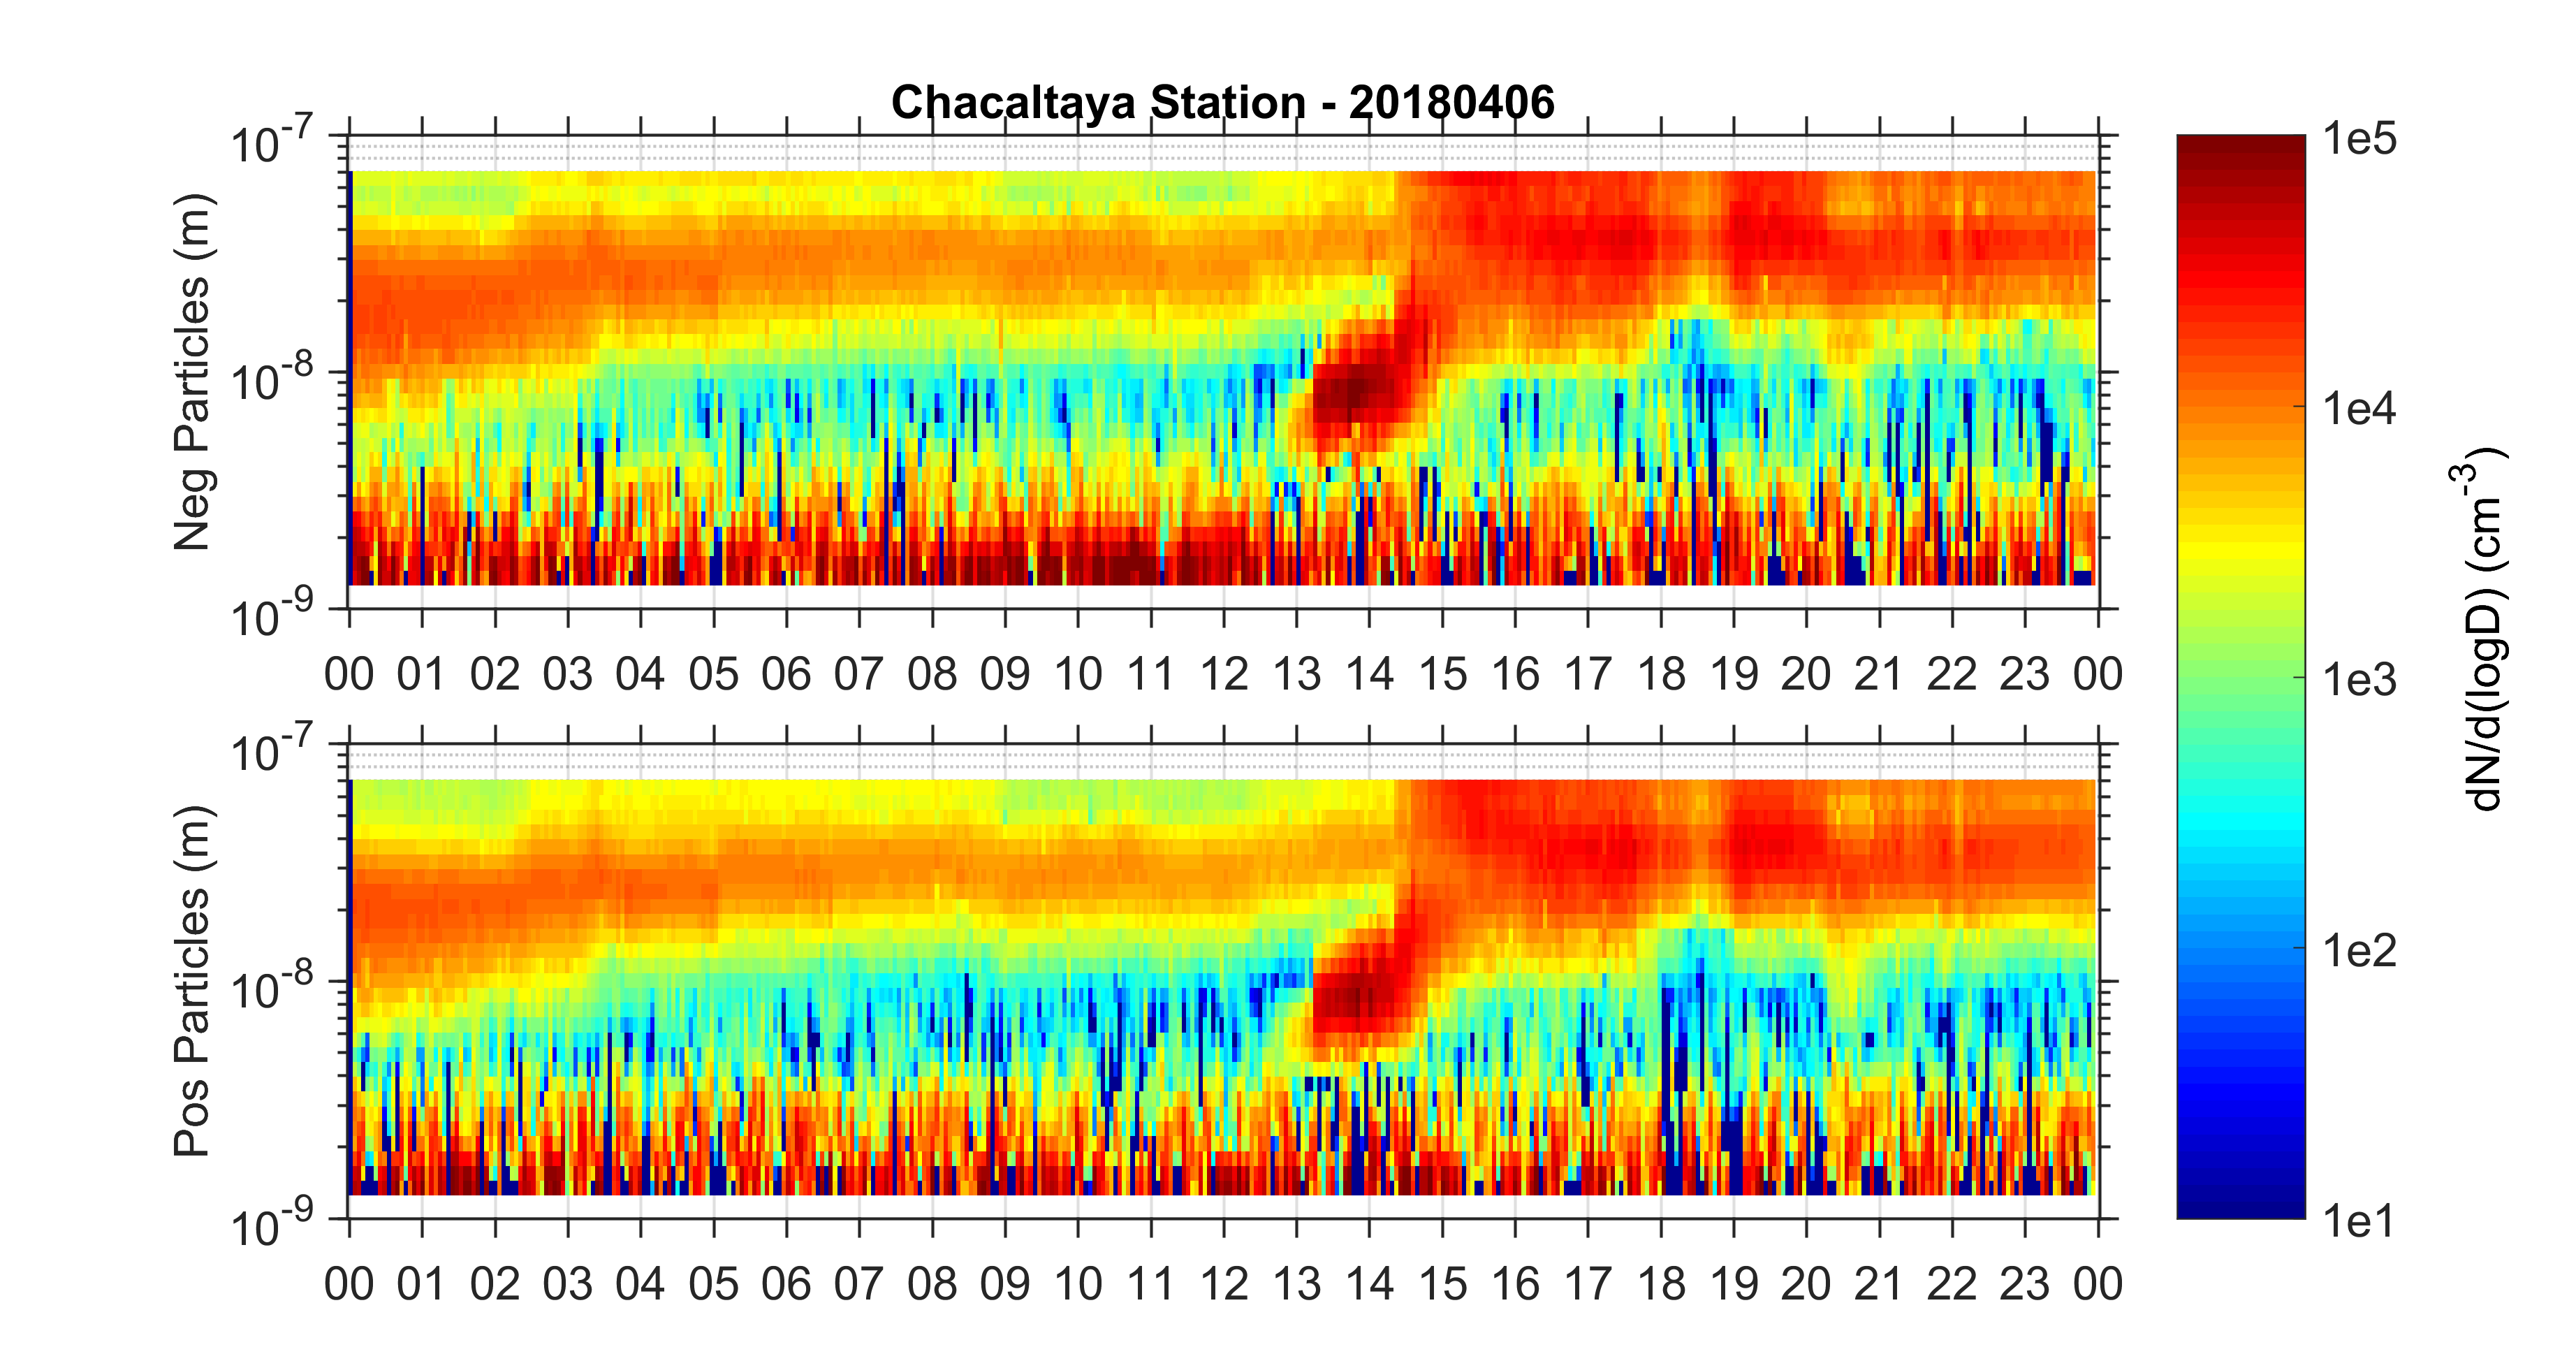 Chacaltaya Station - 20180406
Neg Particles (m)
10^-7
10^-8
10^-9
00 01 02 03 04 05 06 07 08 09 10 11 12 13 14 15 16 17 18 19 20 21 22 23 00
Pos Particles (m)
10^-7
10^-8
10^-9
00 01 02 03 04 05 06 07 08 09 10 11 12 13 14 15 16 17 18 19 20 21 22 23 00
1e5
1e4
1e3
1e2
1e1
dN/d(logD) (cm^-3)